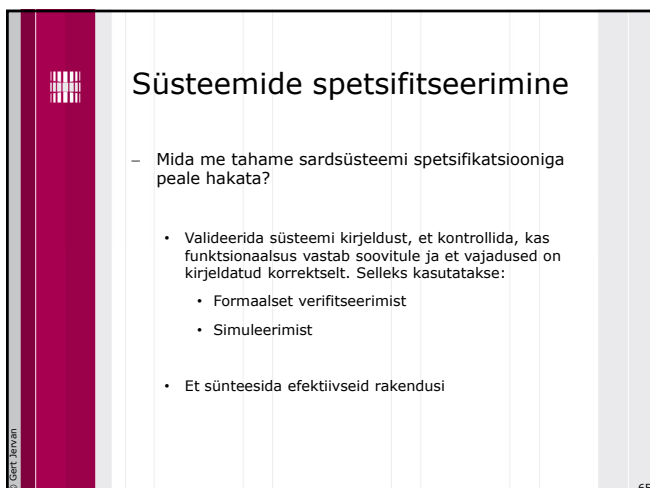 Süsteemide spetsifitseerimine
– Mida me tahame sardsüsteemi spetsifikatsiooniga
peale hakata?
• Valideerida süsteemi kirjeldust, et kontrollida, kas
funktsionaalsus vastab soovitule ja et vajadused on
kirjeldatud korrektselt. Selleks kasutatakse:
• Formaalset verifitseerimist
• Simuleerimist
• Et sünteesida efektiivseid rakendusi
© Gert Jervan
65